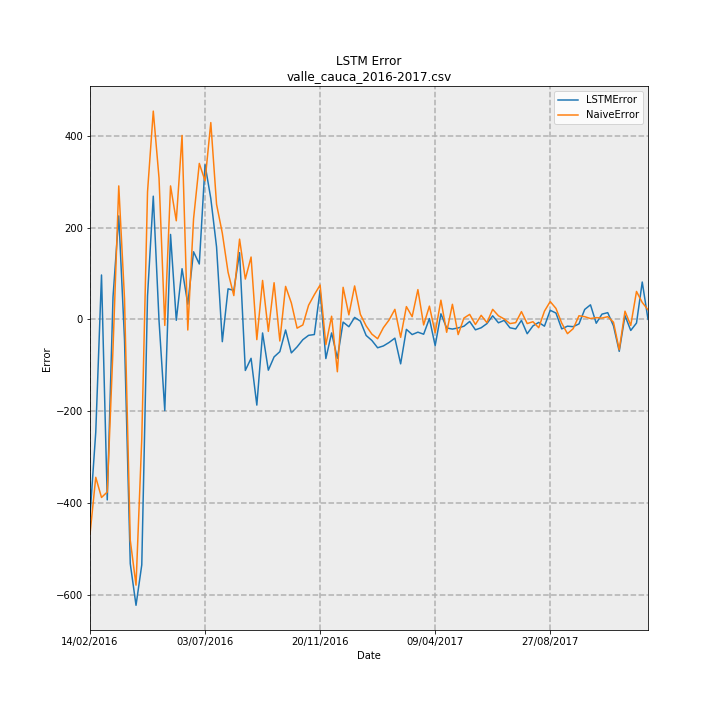 LSTM Error
valle_cauca_2016-2017.csv
LSTMError
NaiveError
400
200
0
−200
−400
−600
Error
14/02/2016
03/07/2016
20/11/2016
09/04/2017
27/08/2017
Date